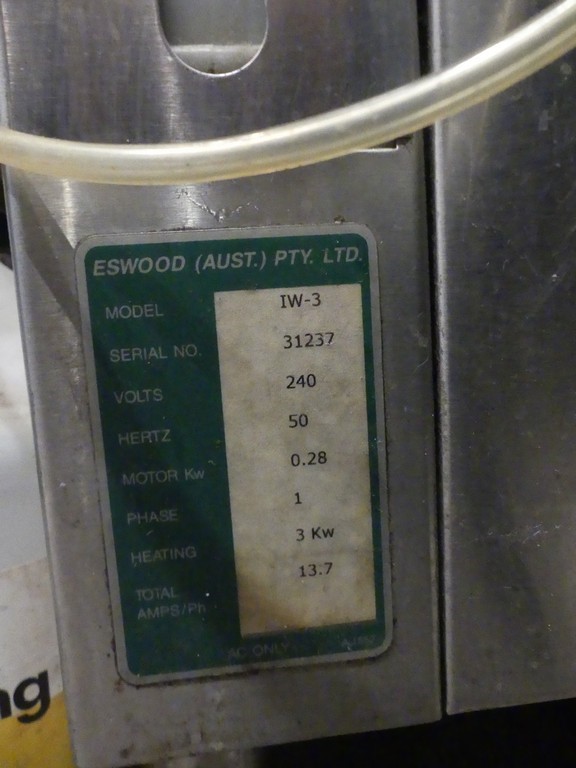 ESWOOD (AUST.) PTY. LTD.
MODEL IW-3
SERIAL NO. 31237
VOLTS 240
HERTZ 50
MOTOR Kw 0.28
PHASE 1
HEATING 3 Kw
TOTAL
AMPS/Ph 13.7
AC ONLY
ng